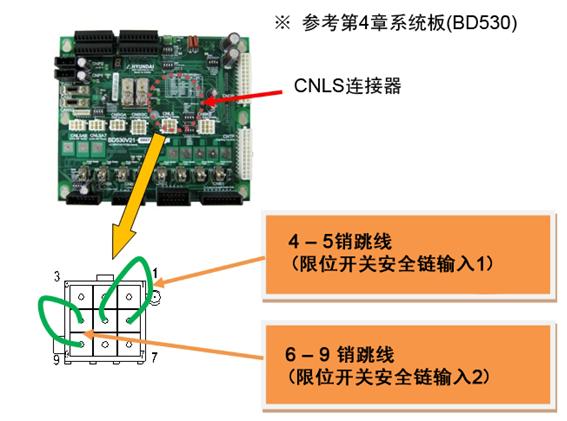 ※ 参考第4章系统板(BD530)
HYUNDAI
CNLS连接器
CNLS
BD530V21
4 – 5销跳线
（限位开关安全链输入1）
3
1
6 – 9 销跳线
（限位开关安全链输入2）
9
7